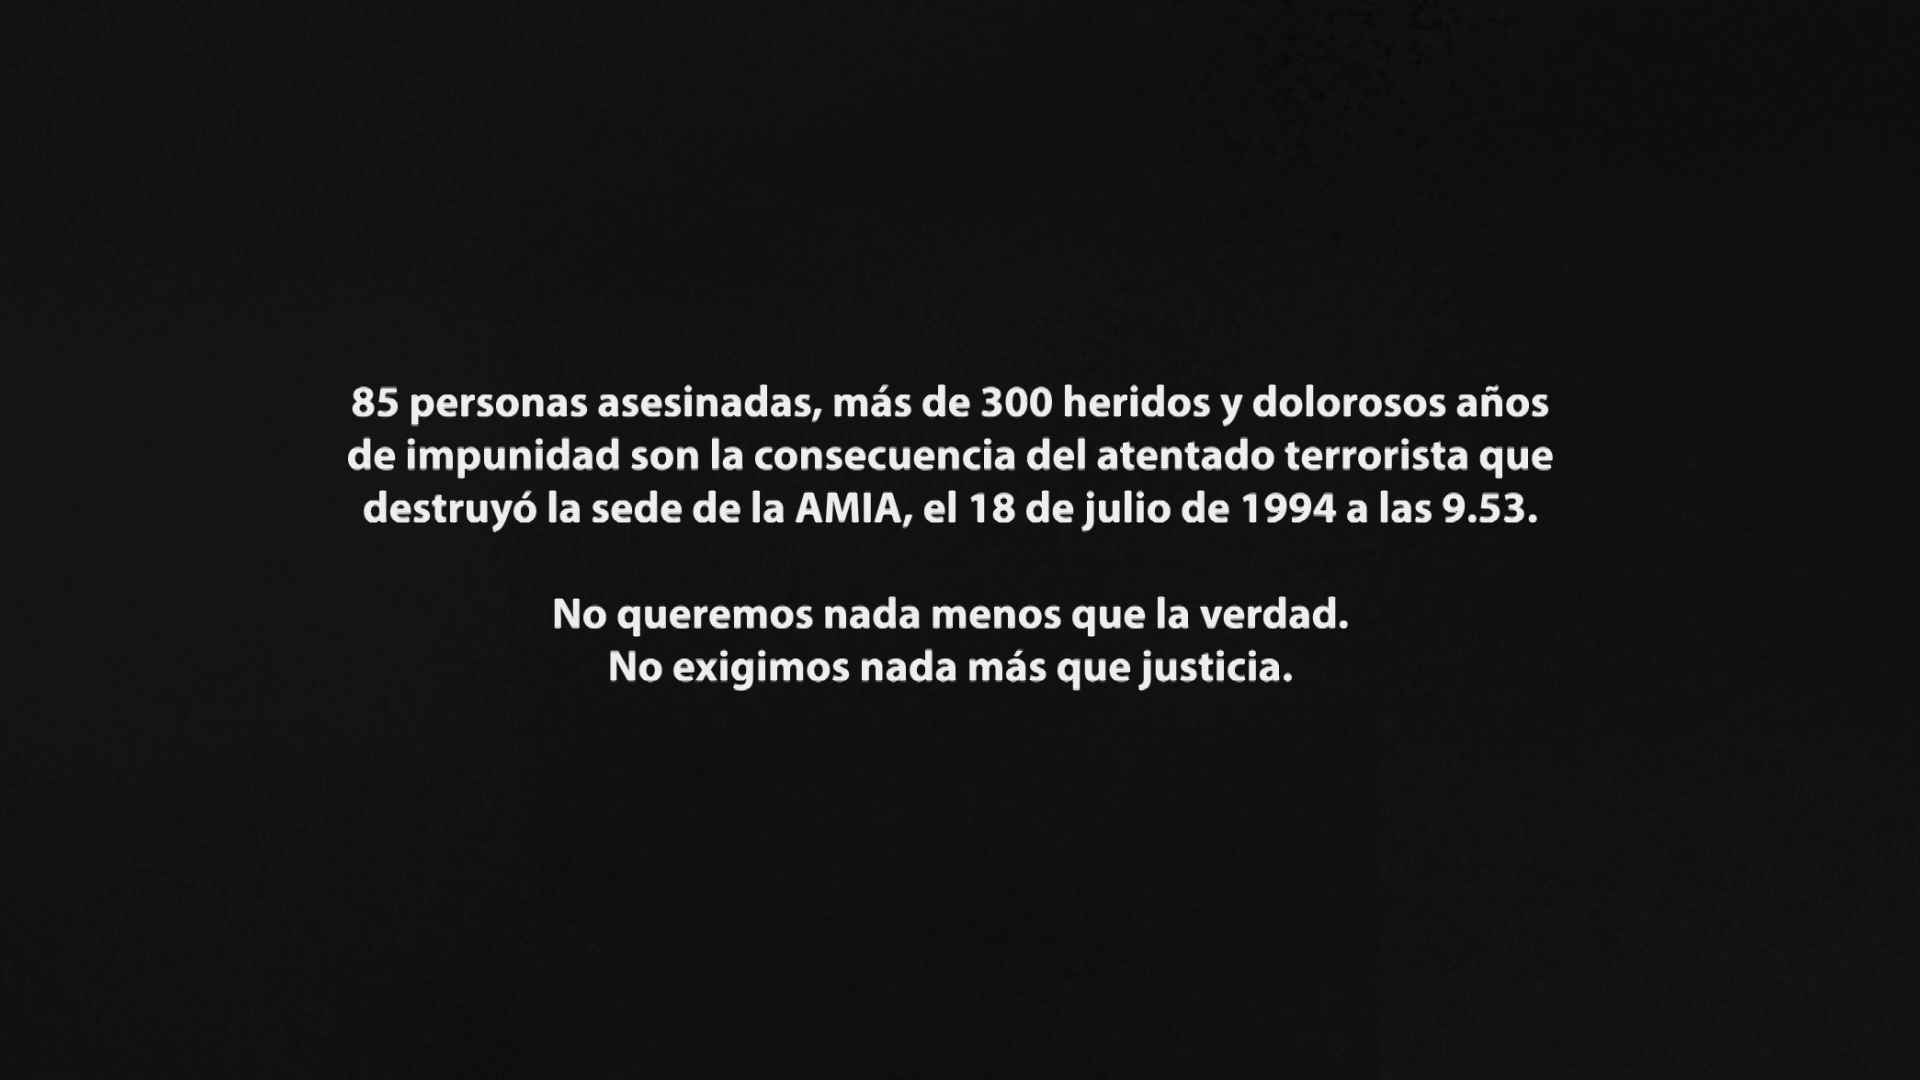 85 personas asesinadas, más de 300 heridos y dolorosos años
de impunidad son la consecuencia del atentado terrorista que
destruyó la sede de la AMIA, el 18 de julio de 1994 a las 9.53.
No queremos nada menos que la verdad.
No exigimos nada más que justicia.